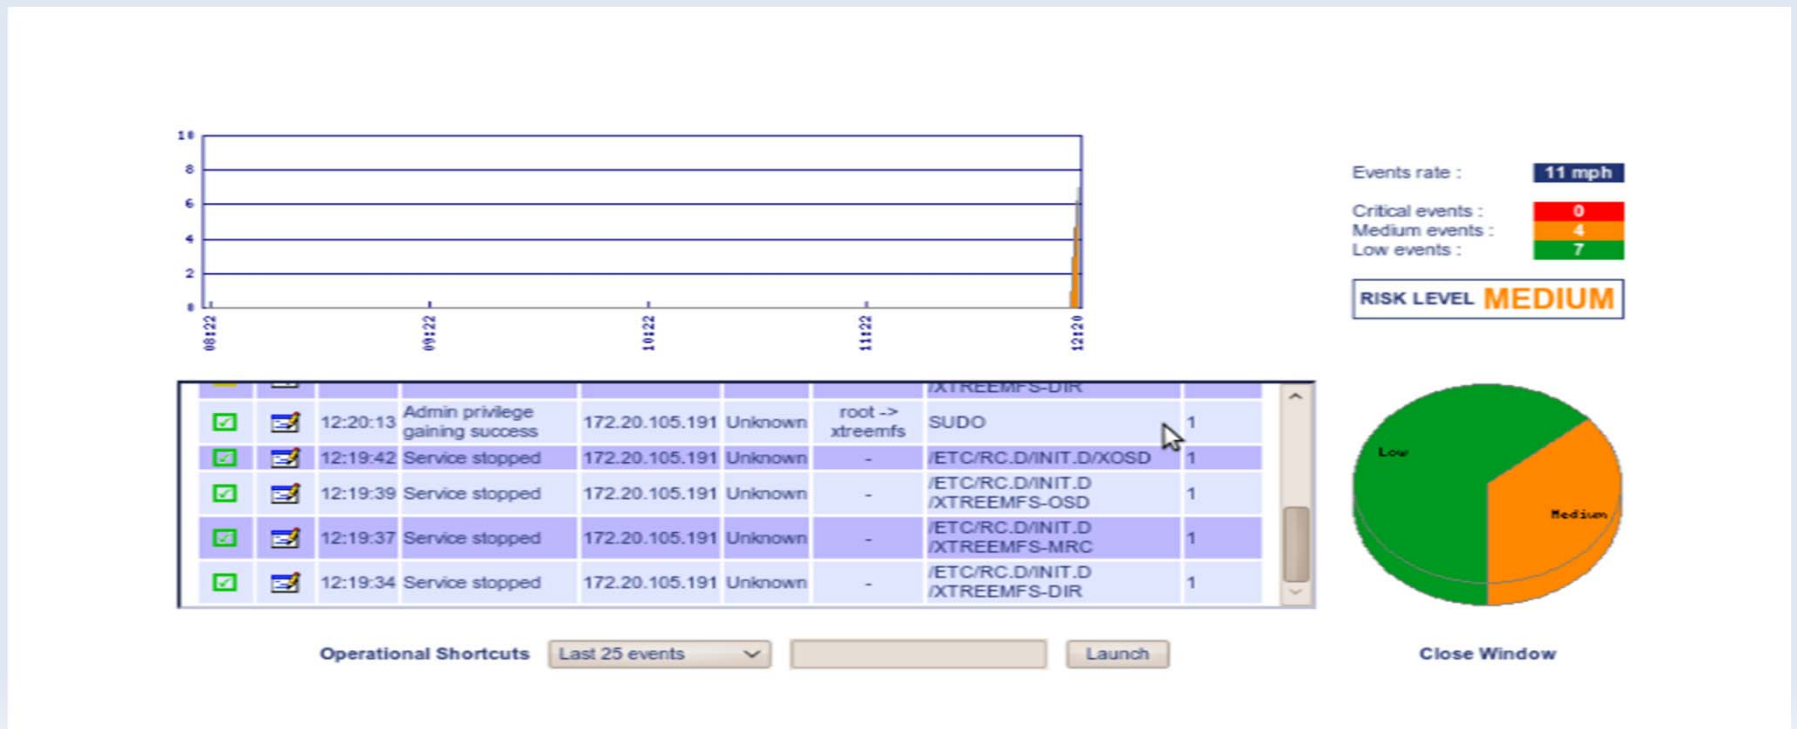 10
8
6
4
2
0
08:22
09:22
10:22
11:22
12:20
Events rate : 11 mph
Critical events : 0
Medium events : 4
Low events : 7
RISK LEVEL MEDIUM
/XTREEMFS-DIR
12:20:13 Admin privilege gaining success 172.20.105.191 Unknown root -> xtreemfs SUDO 1
12:19:42 Service stopped 172.20.105.191 Unknown - /ETC/RC.D/INIT.D/XOSD 1
12:19:39 Service stopped 172.20.105.191 Unknown - /ETC/RC.D/INIT.D /XTREEMFS-OSD 1
12:19:37 Service stopped 172.20.105.191 Unknown - /ETC/RC.D/INIT.D /XTREEMFS-MRC 1
12:19:34 Service stopped 172.20.105.191 Unknown - /ETC/RC.D/INIT.D /XTREEMFS-DIR 1
Low
Medium
Operational Shortcuts Last 25 events Launch
Close Window